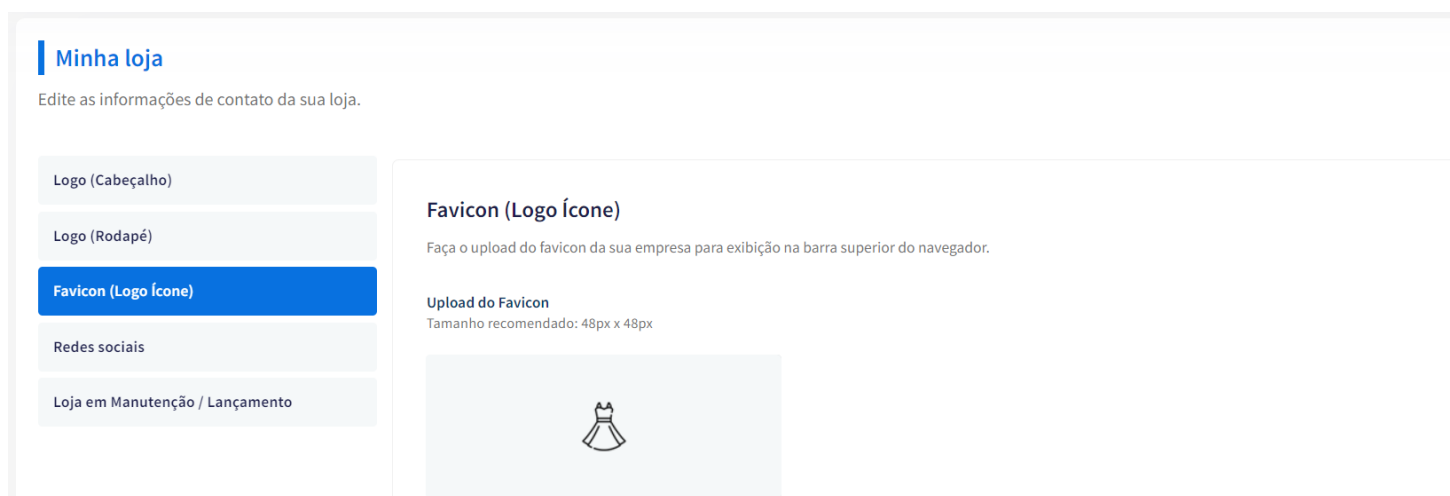 Minha loja
Edite as informações de contato da sua loja.
Logo (Cabeçalho)
Logo (Rodapé)
Favicon (Logo Ícone)
Redes sociais
Loja em Manutenção / Lançamento
Favicon (Logo Ícone)
Faça o upload do favicon da sua empresa para exibição na barra superior do navegador.
Upload do Favicon
Tamanho recomendado: 48px x 48px